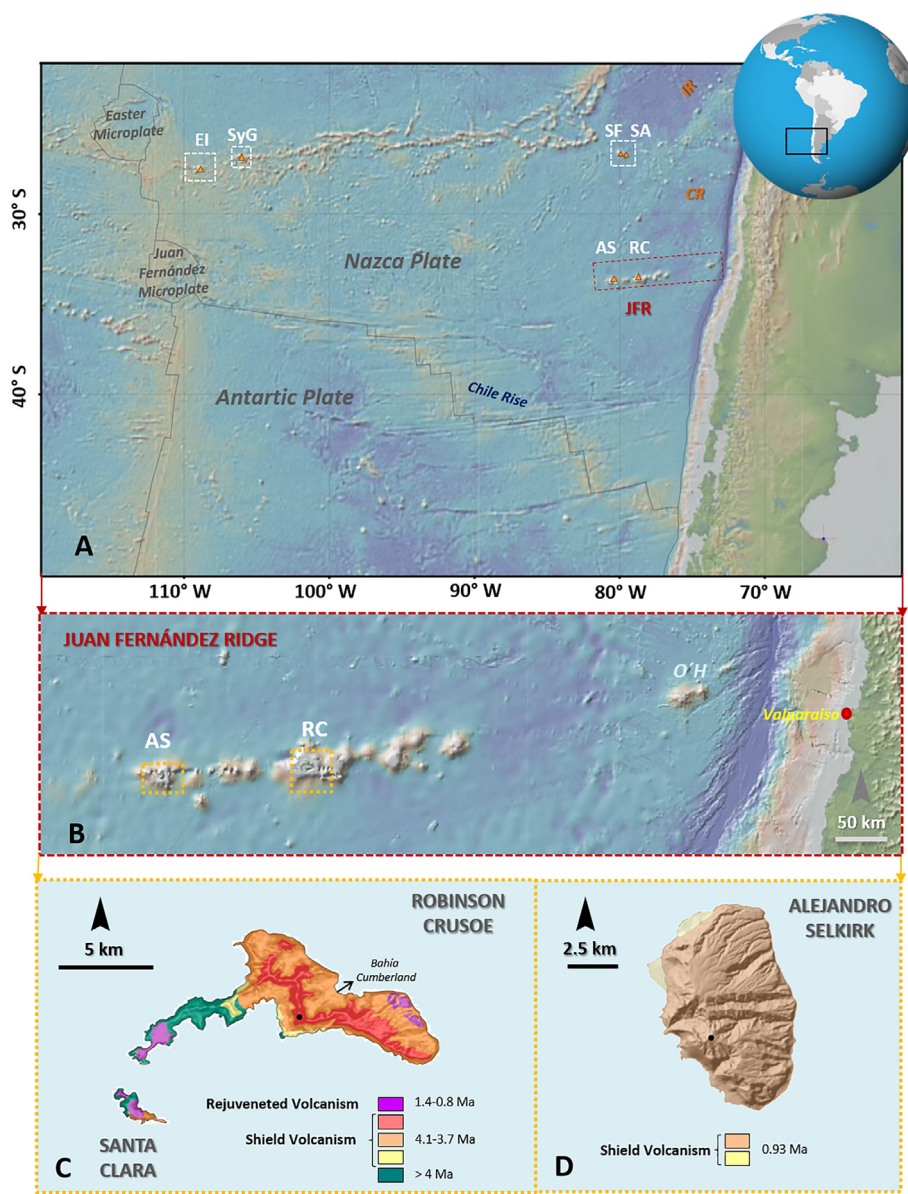 Easter
Microplate
EI
SyG
SF SA
IR
CR
30° S
Juan
Fernández
Microplate
Nazca Plate
AS RC
JFR
40° S
Antartic Plate
Chile Rise
A
110° W
100° W
90° W
80° W
70° W
JUAN FERNÁNDEZ RIDGE
O´H
Valparaiso
AS
RC
B
50 km
5 km
ROBINSON
CRUSOE
Bahía
Cumberland
Rejuveneted Volcanism
1.4-0.8 Ma
Shield Volcanism
4.1-3.7 Ma
> 4 Ma
SANTA
CLARA
C
2.5 km
ALEJANDRO
SELKIRK
Shield Volcanism
0.93 Ma
D